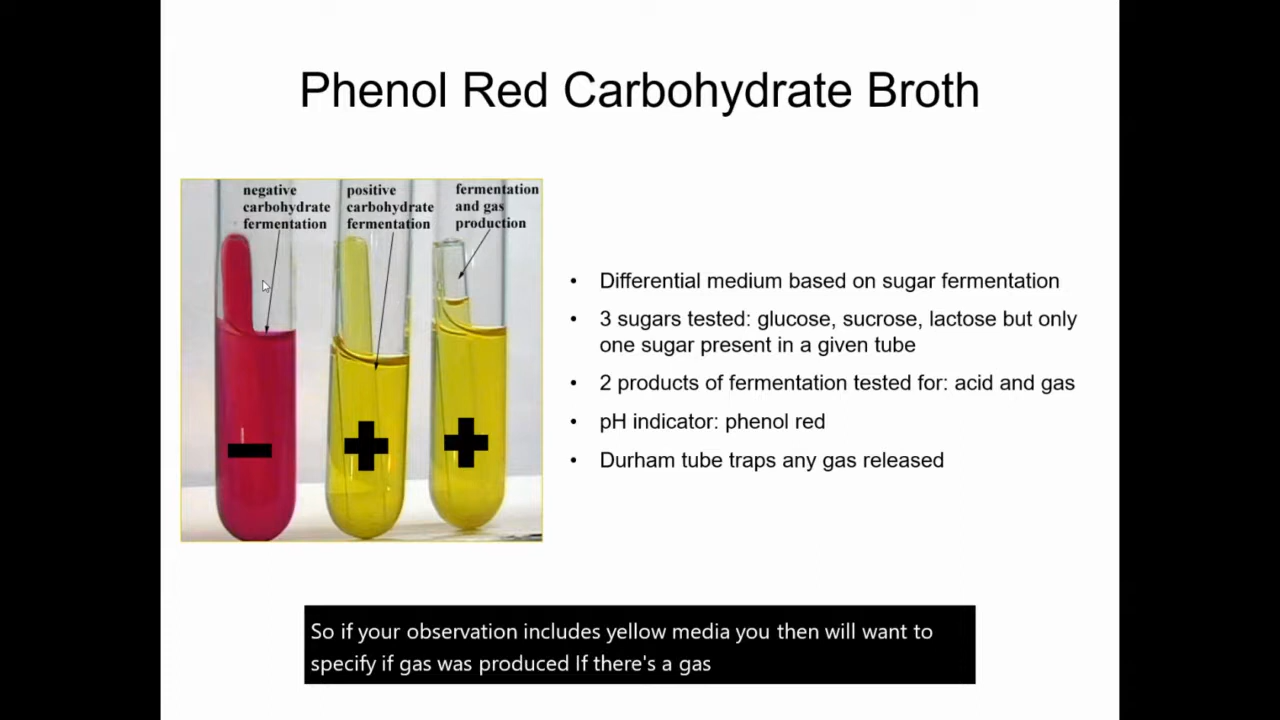 Phenol Red Carbohydrate Broth
negative
carbohydrate
fermentation
positive
carbohydrate
fermentation
fermentation
and gas
production
• Differential medium based on sugar fermentation
• 3 sugars tested: glucose, sucrose, lactose but only
one sugar present in a given tube
• 2 products of fermentation tested for: acid and gas
• pH indicator: phenol red
• Durham tube traps any gas released
So if your observation includes yellow media you then will want to
specify if gas was produced If there's a gas